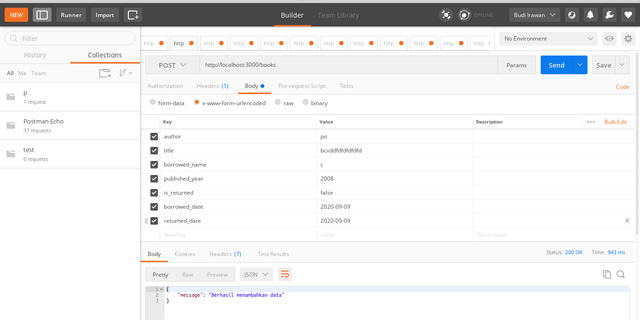 NEW Runner Import Builder Team Library OFFLINE Budi Irawan
Filter
History Collections
All Me Team
p
1 request
Postman Echo
37 requests
test
0 requests
http http http http http http http http http http http No Environment
POST http://localhost:3000/books Params Send Save
Authorization Headers (1) Body Pre-request Script Tests Code
form-data x-www-form-urlencoded raw binary
Key Value Description Bulk Edit
author po
title
borrowed_name c
published_year 2008
is_returned false
borrowed_date 2020-09-09
returned_date 2020-09-09
New key Value Description
Body Cookies Headers (7) Test Results Status: 200 OK Time: 943 ms
Pretty Raw Preview JSON
1 {
2 "message": "Berhasil menambahkan data"
3 }